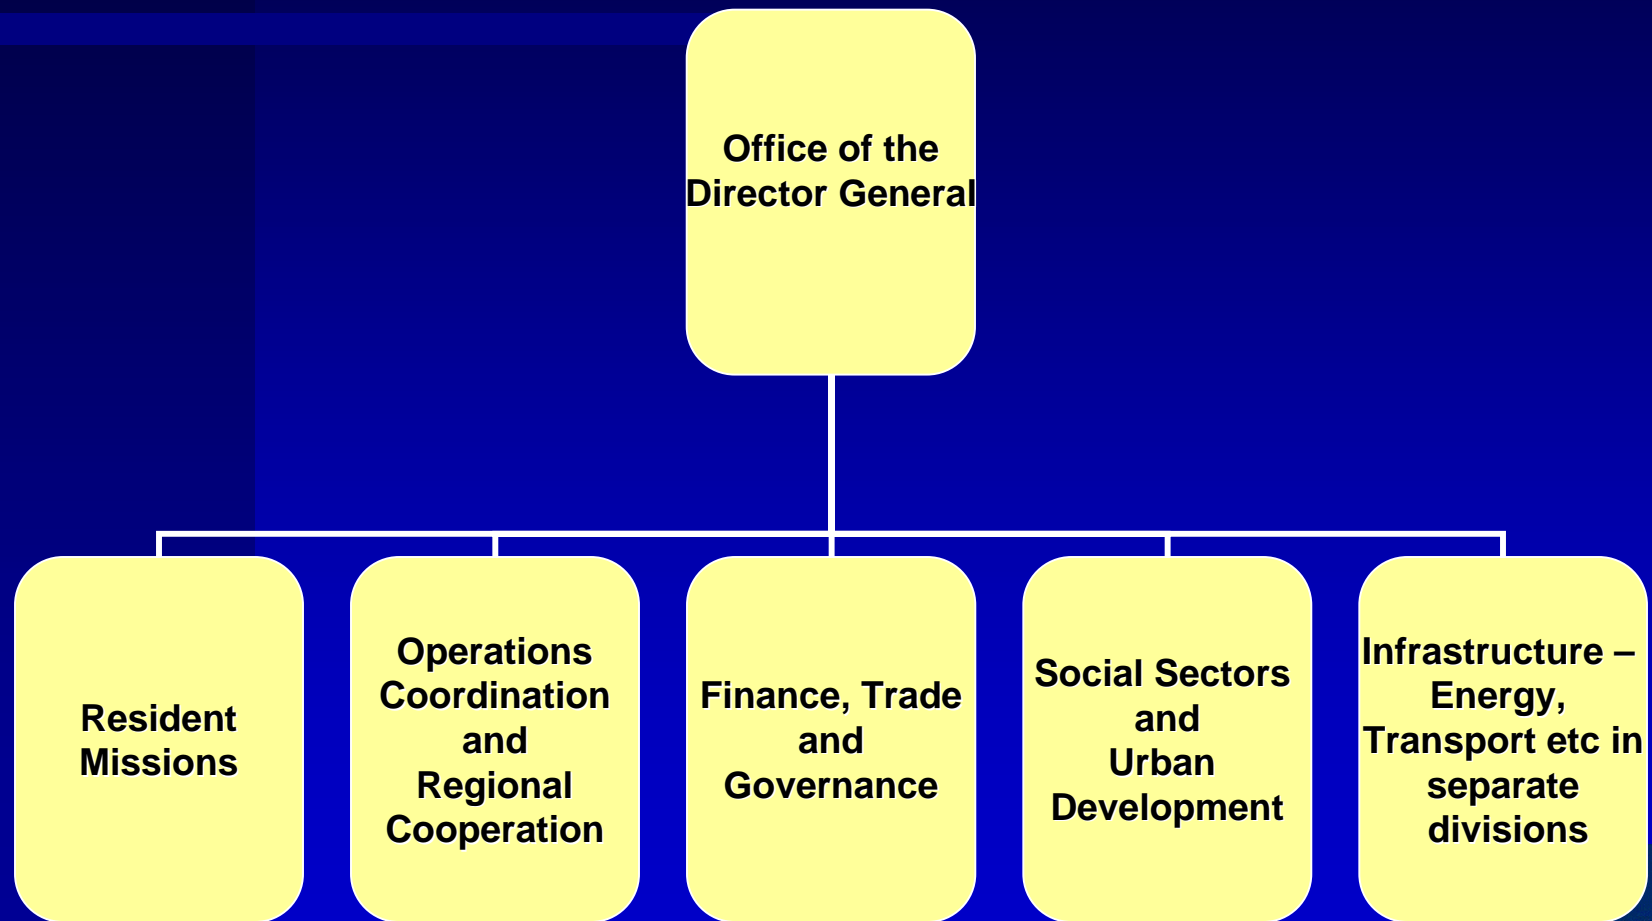 Office of the
Director General
Resident
Missions
Operations
Coordination
and
Regional
Cooperation
Finance, Trade
and
Governance
Social Sectors
and
Urban
Development
Infrastructure –
Energy,
Transport etc in
separate
divisions